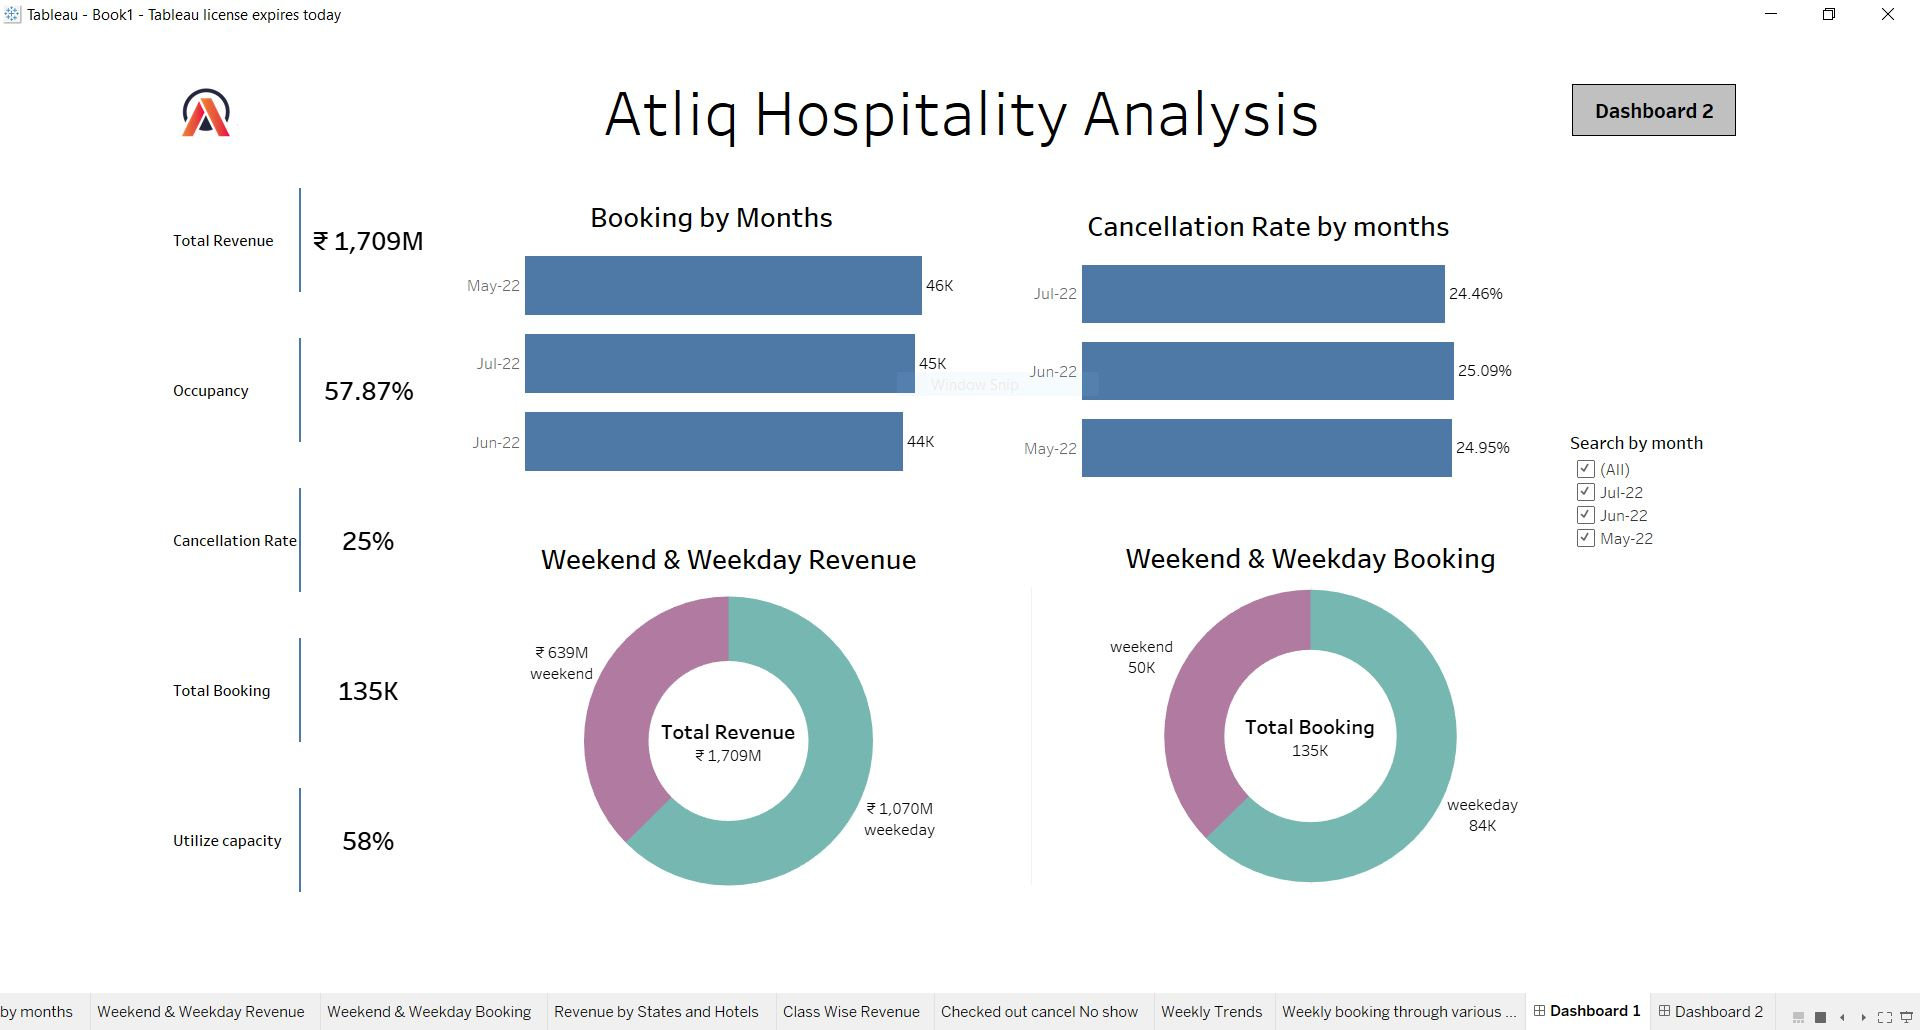 Tableau - Book1 - Tableau license expires today
Atliq Hospitality Analysis
Dashboard 2
Total Revenue
₹ 1,709M
Occupancy
57.87%
Cancellation Rate
25%
Total Booking
135K
Utilize capacity
58%
Booking by Months
May-22
46K
Jul-22
45K
Jun-22
44K
Window Snip
Cancellation Rate by months
Jul-22
24.46%
Jun-22
25.09%
May-22
24.95%
Search by month
(All)
Jul-22
Jun-22
May-22
Weekend & Weekday Revenue
₹ 639M
weekend
Total Revenue
₹ 1,709M
₹ 1,070M
weekeday
Weekend & Weekday Booking
weekend
50K
Total Booking
135K
weekeday
84K
by months
Weekend & Weekday Revenue
Weekend & Weekday Booking
Revenue by States and Hotels
Class Wise Revenue
Checked out cancel No show
Weekly Trends
Weekly booking through various ...
Dashboard 1
Dashboard 2